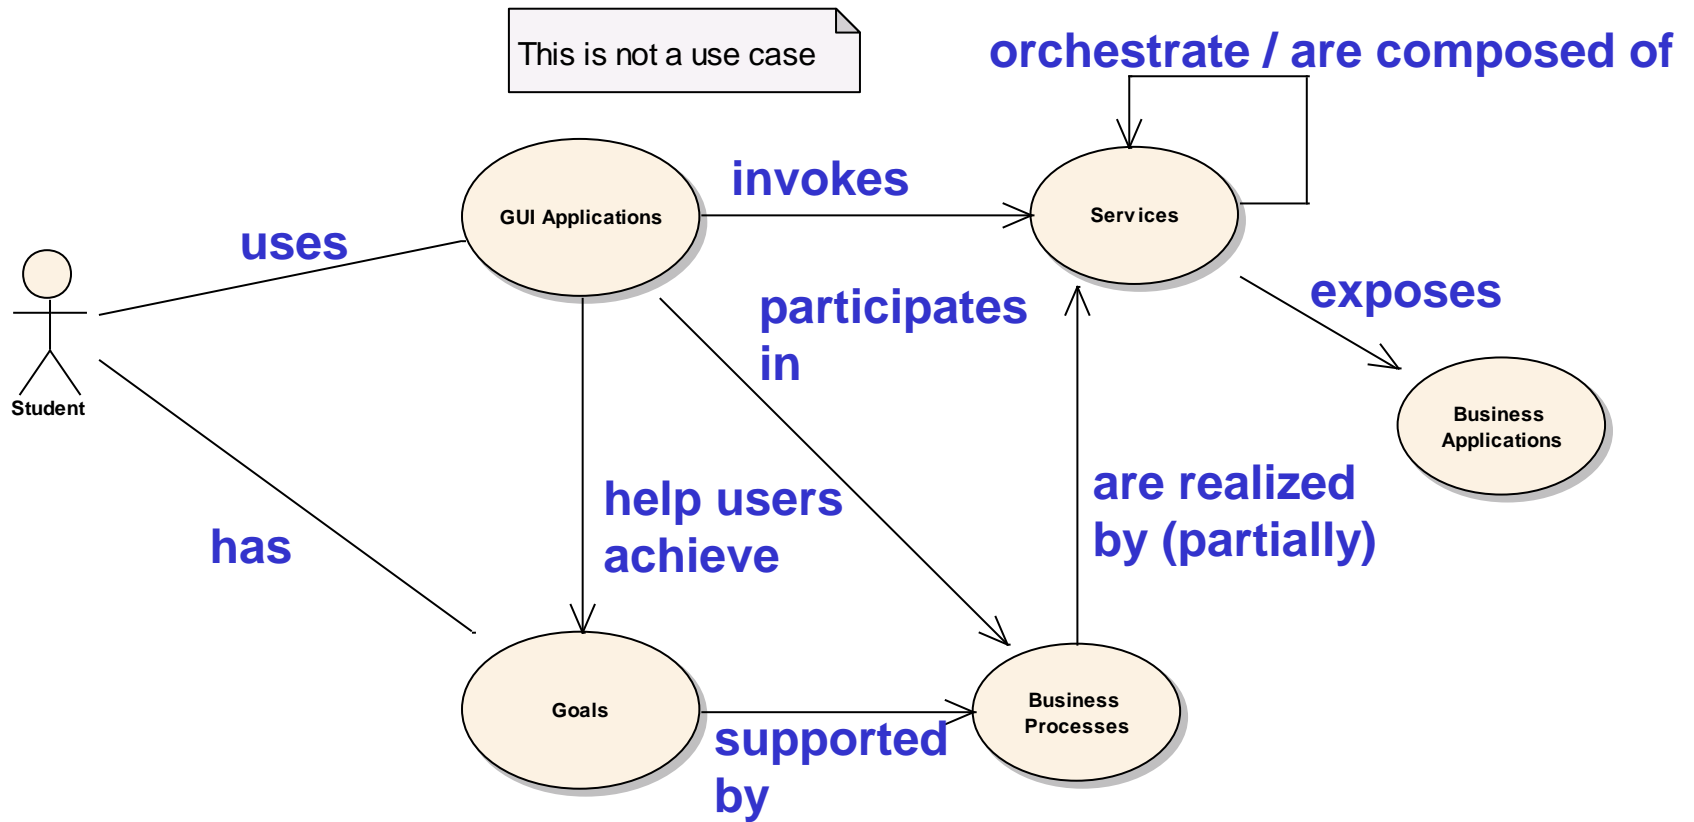 This is not a use case
orchestrate / are composed of
invokes
GUI Applications
Services
uses
participates
in
exposes
Student
Business
Applications
help users
achieve
are realized
by (partially)
has
Goals
Business
Processes
supported
by